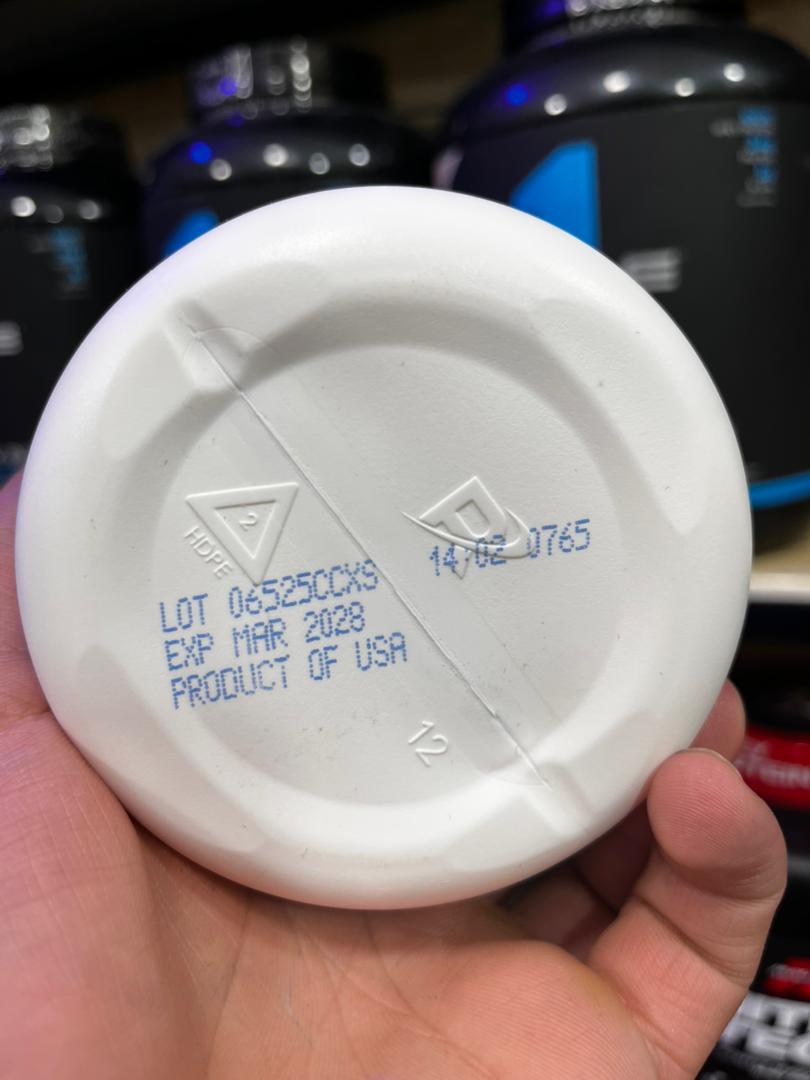 2
HDPE
LOT 06525CCXS
14:02 0765
EXP MAR 2028
PRODUCT OF USA
12